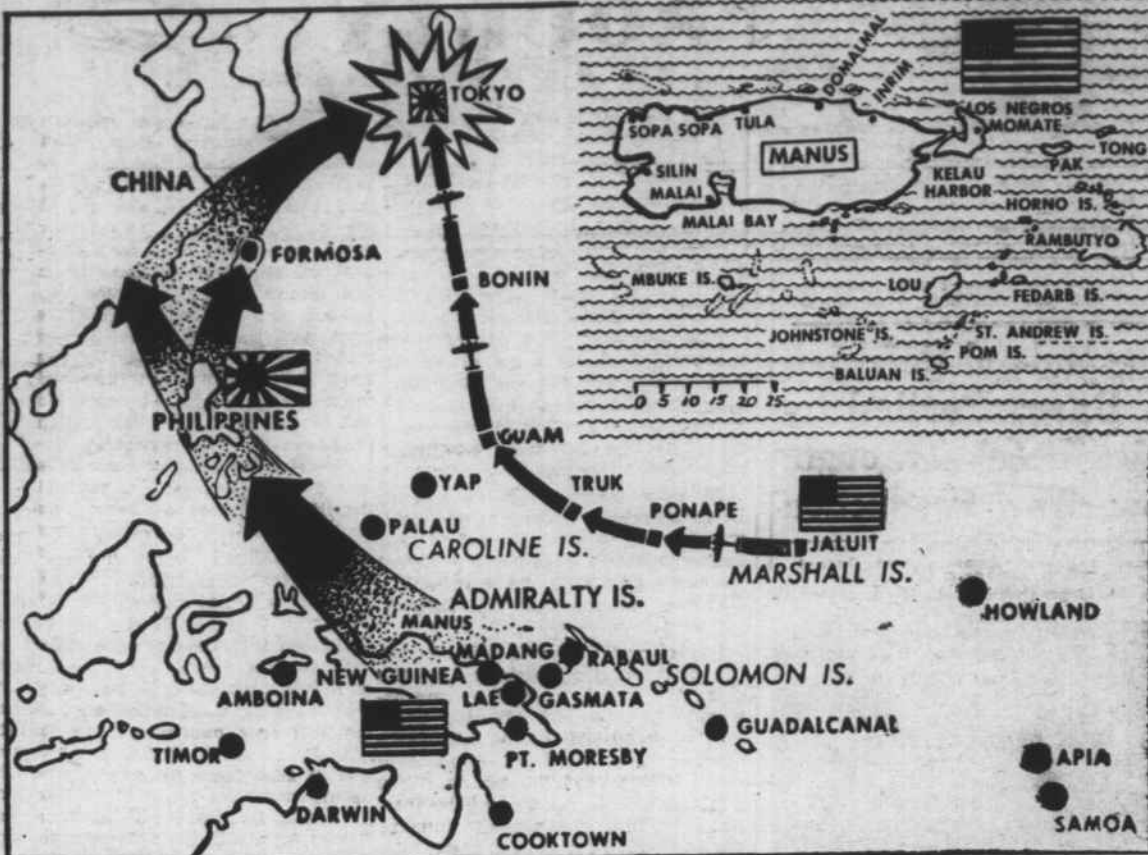 TOKYO
CHINA
FORMOSA
BONIN
PHILIPPINES
GUAM
YAP
TRUK
PALAU
PONAPE
CAROLINE IS.
JALUIT
MARSHALL IS.
ADMIRALTY IS.
HOWLAND
MANUS
MADANG
RABAUL
NEW GUINEA
SOLOMON IS.
AMBOINA
LAE
GASMATA
GUADALCANAL
TIMOR
PT. MORESBY
APIA
DARWIN
COOKTOWN
SAMOA
DOMALMAL
INRIM
LOS NEGROS
MOMATE
SOPA SOPA
TULA
TONG
MANUS
PAK
SILIN
KELAU
HARBOR
MALAI
HORNO IS.
MALAI BAY
RAMBUTYO
MBUKE IS.
LOU
FEDARB IS.
JOHNSTONE IS.
ST. ANDREW IS.
POM IS.
BALUAN IS.
0 5 10 15 20 25